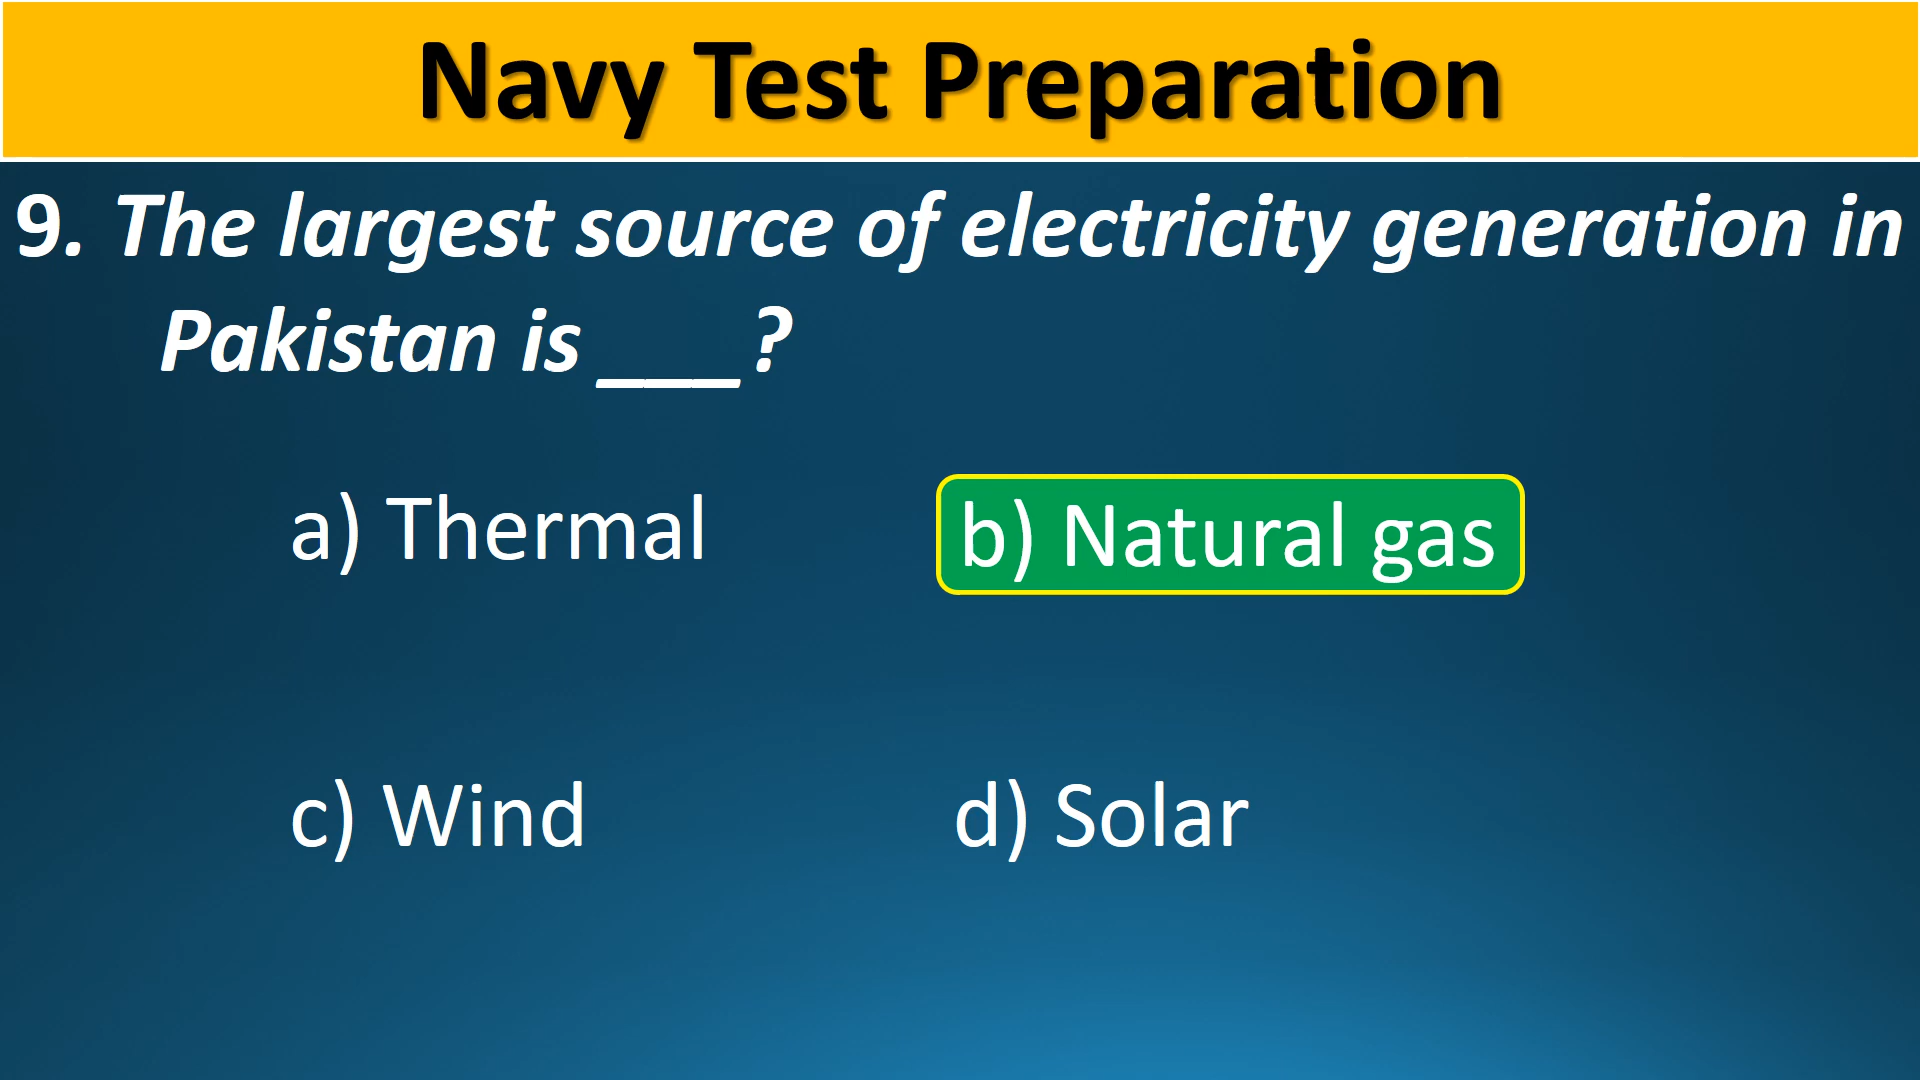 Navy Test Preparation
9. The largest source of electricity generation in
Pakistan is ___?
a) Thermal
b) Natural gas
c) Wind
d) Solar